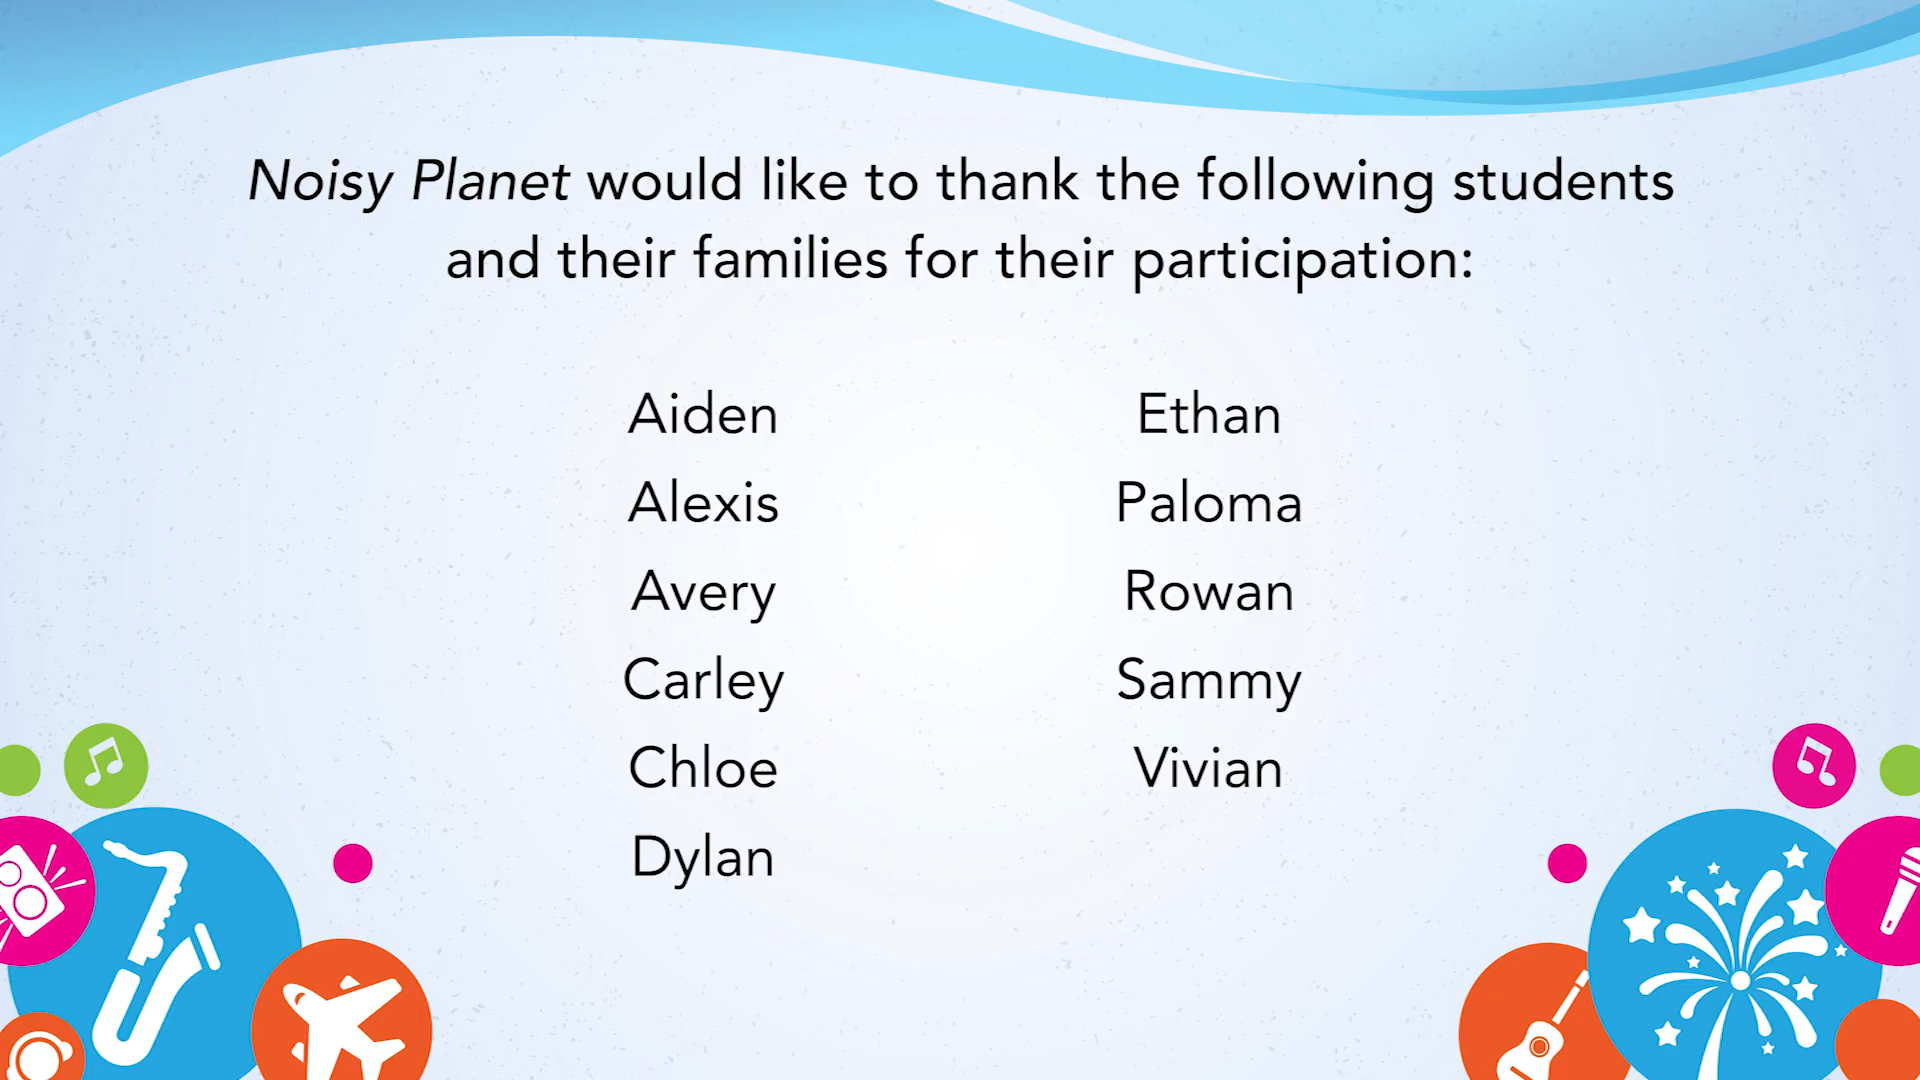 Noisy Planet would like to thank the following students
and their families for their participation:
Aiden
Alexis
Avery
Carley
Chloe
Dylan
Ethan
Paloma
Rowan
Sammy
Vivian